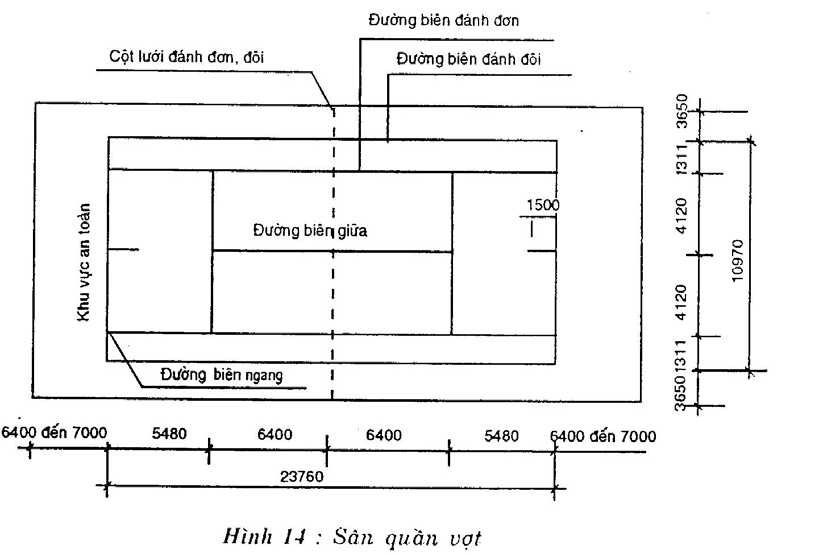 Đường biên đánh đơn
Cột lưới đánh đơn, đôi
Đường biên đánh đôi
3650
1311
4120
4120
1311
3650
10970
1500
Đường biên giữa
Khu vực an toàn
Đường biên ngang
6400 đến 7000 5480 6400 6400 5480 6400 đến 7000
23760
Hình 14 : Sân quần vợt